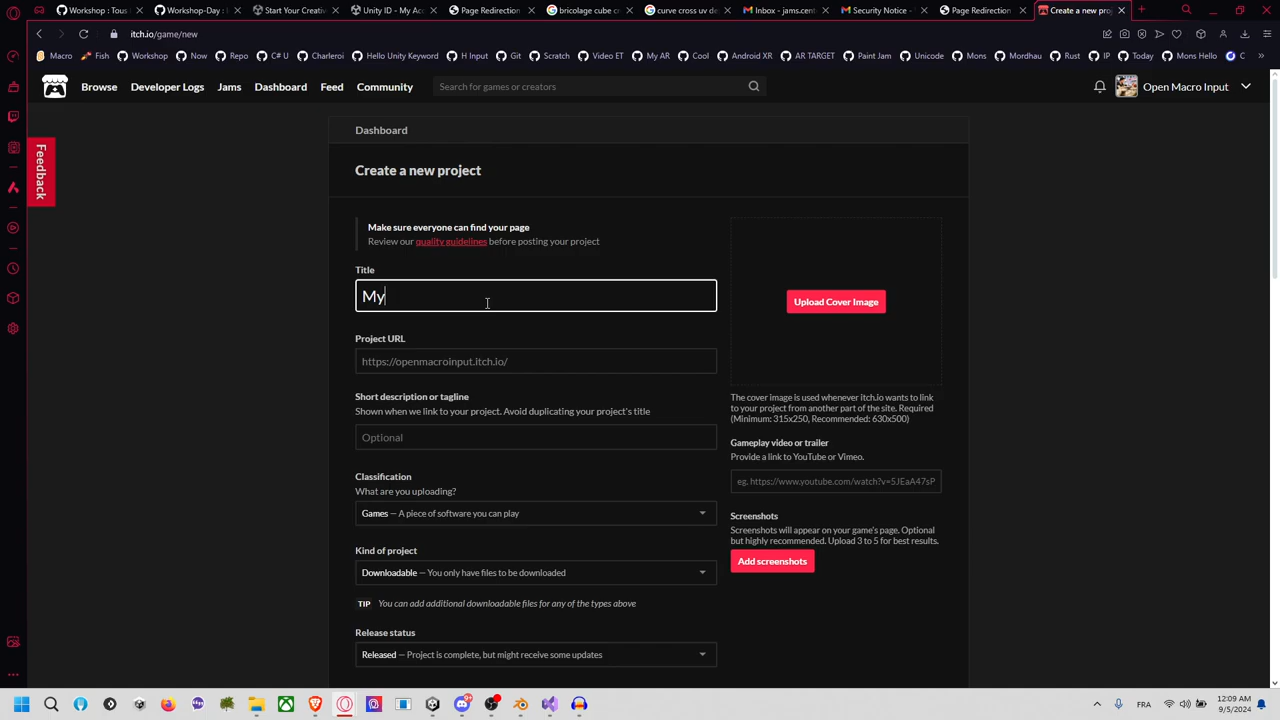 Workshop : Tous
Workshop-Day
Start Your Creati
Unity ID - My Acc
Page Redirection
bricolage cube cr
curve cross uv de
Inbox - jams.cent
Security Notice -
Page Redirection
Create a new proj
itch.io/game/new
Macro
Fish
Workshop
Now
Repo
C# U
Charleroi
Hello Unity Keyword
H Input
Git
Scratch
Video ET
My AR
Cool
Android XR
AR TARGET
Paint Jam
Unicode
Mons
Mordhau
Rust
IP
Today
Hello Mons Hello
C
Browse
Developer Logs
Jams
Dashboard
Feed
Community
Search for games or creators
Open Macro Input
Feedback
Dashboard
Create a new project
Make sure everyone can find your page
Review our quality guidelines before posting your project
Title
My
Project URL
https://openmacroinput.itch.io/
Short description or tagline
Shown when we link to your project. Avoid duplicating your project's title
Optional
Classification
What are you uploading?
Games — A piece of software you can play
Kind of project
Downloadable — You only have files to be downloaded
TIP You can add additional downloadable files for any of the types above
Release status
Released — Project is complete, but might receive some updates
Upload Cover Image
The cover image is used whenever itch.io wants to link
to your project from another part of the site. Required
(Minimum: 315x250, Recommended: 630x500)
Gameplay video or trailer
Provide a link to YouTube or Vimeo.
eg. https://www.youtube.com/watch?v=5JEaA47sP
Screenshots
Screenshots will appear on your game's page. Optional
but highly recommended. Upload 3 to 5 for best results.
Add screenshots
FRA
12:09 AM
9/5/2024